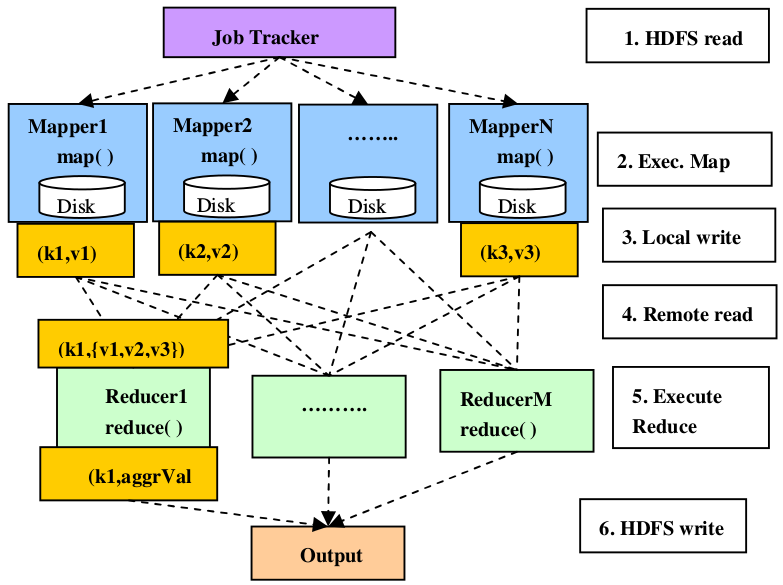 Job Tracker
1. HDFS read
Mapper1
map( )
Disk
Mapper2
map( )
Disk
……..
Disk
MapperN
map( )
Disk
2. Exec. Map
(k1,v1)
(k2,v2)
(k3,v3)
3. Local write
4. Remote read
(k1,{v1,v2,v3})
Reducer1
reduce( )
……….
ReducerM
reduce( )
5. Execute
Reduce
(k1,aggrVal
6. HDFS write
Output